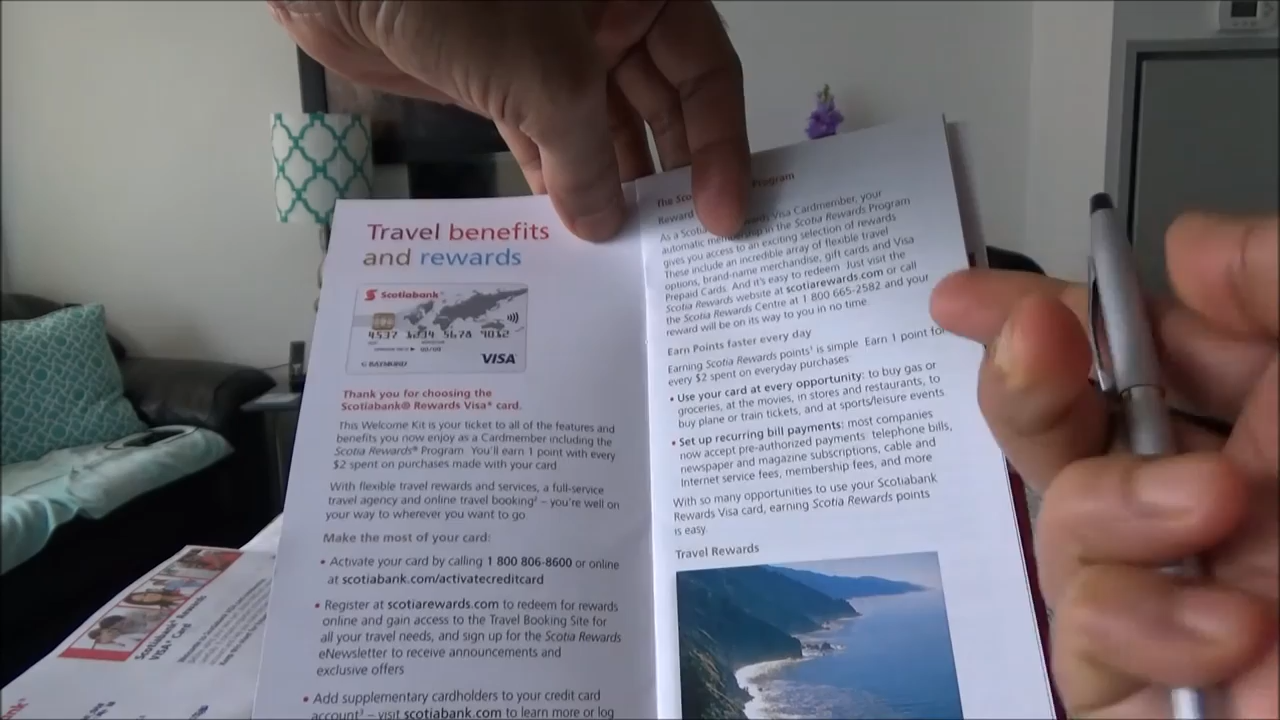 Travel benefits
and rewards
Scotiabank
4537 1234 5678 9012
VISA
Thank you for choosing the
Scotiabank® Rewards Visa* card.
This Welcome Kit is your ticket to all of the features and
benefits you now enjoy as a Cardmember including the
Scotia Rewards® Program You'll earn 1 point with every
$2 spent on purchases made with your card
With flexible travel rewards and services, a full-service
travel agency and online travel booking² – you're well on
your way to wherever you want to go
Make the most of your card:
• Activate your card by calling 1 800 806-8600 or online
at scotiabank.com/activatecreditcard
• Register at scotiarewards.com to redeem for rewards
online and gain access to the Travel Booking Site for
all your travel needs, and sign up for the Scotia Rewards
eNewsletter to receive announcements and
exclusive offers
• Add supplementary cardholders to your credit card
account³ – visit scotiabank.com to learn more or log
The Program
Reward
As a Visa Cardmember, your
automatic membership in the Scotia Rewards Program
gives you access to an exciting selection of rewards
These include an incredible array of flexible travel
options, brand-name merchandise, gift cards and Visa
Prepaid Cards. And it's easy to redeem Just visit the
Scotia Rewards website at scotiarewards.com or call
the Scotia Rewards Centre at 1 800 665-2582 and your
reward will be on its way to you in no time.
Earn Points faster every day
Earning Scotia Rewards points¹ is simple Earn 1 point for
every $2 spent on everyday purchases
• Use your card at every opportunity: to buy gas or
groceries, at the movies, in stores and restaurants, to
buy plane or train tickets, and at sports/leisure events
• Set up recurring bill payments: most companies
now accept pre-authorized payments telephone bills,
newspaper and magazine subscriptions, cable and
Internet service fees, membership fees, and more
With so many opportunities to use your Scotiabank
Rewards Visa card, earning Scotia Rewards points
is easy.
Travel Rewards
Scotiabank Rewards
VISA* Card